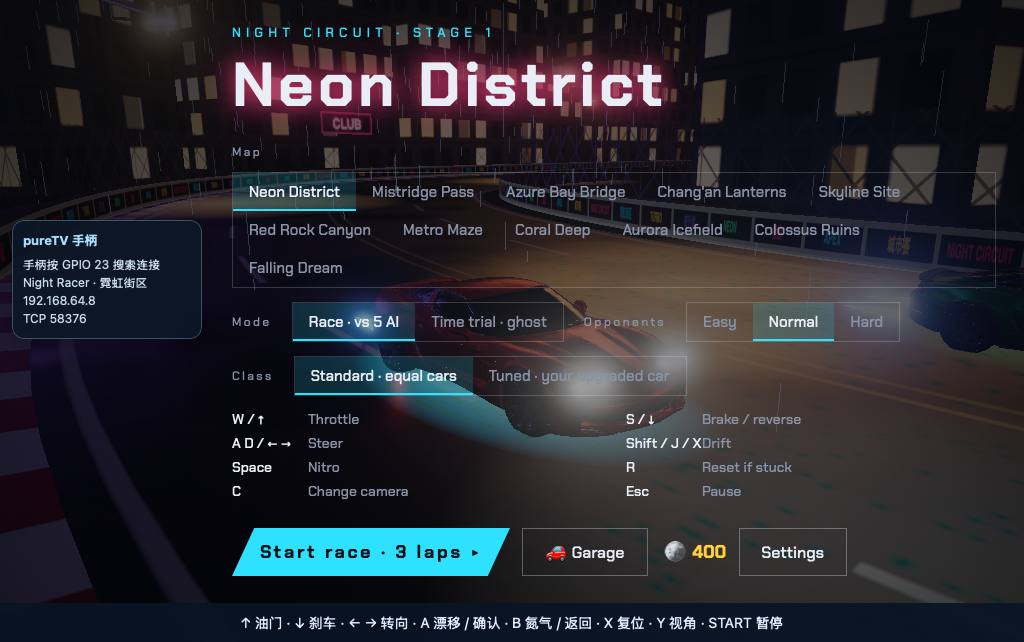 NIGHT CIRCUIT · STAGE 1
Neon District
CLUB
Map
Neon District Mistridge Pass Azure Bay Bridge Chang'an Lanterns Skyline Site
Red Rock Canyon Metro Maze Coral Deep Aurora Icefield Colossus Ruins
Falling Dream
NEON
APEX
NIGHT CIRCUIT
pureTV 手柄
手柄按 GPIO 23 搜索连接
Night Racer · 霓虹街区
192.168.64.8
TCP 58376
Mode Race · vs 5 AI Time trial · ghost Opponents Easy Normal Hard
Class Standard · equal cars Tuned · your upgraded car
W / ↑ Throttle S / ↓ Brake / reverse
A D / ← → Steer Shift / J / X Drift
Space Nitro R Reset if stuck
C Change camera Esc Pause
Start race · 3 laps ▸ 🚗 Garage 400 Settings
↑ 油门 · ↓ 刹车 · ← → 转向 · A 漂移 / 确认 · B 氮气 / 返回 · X 复位 · Y 视角 · START 暂停